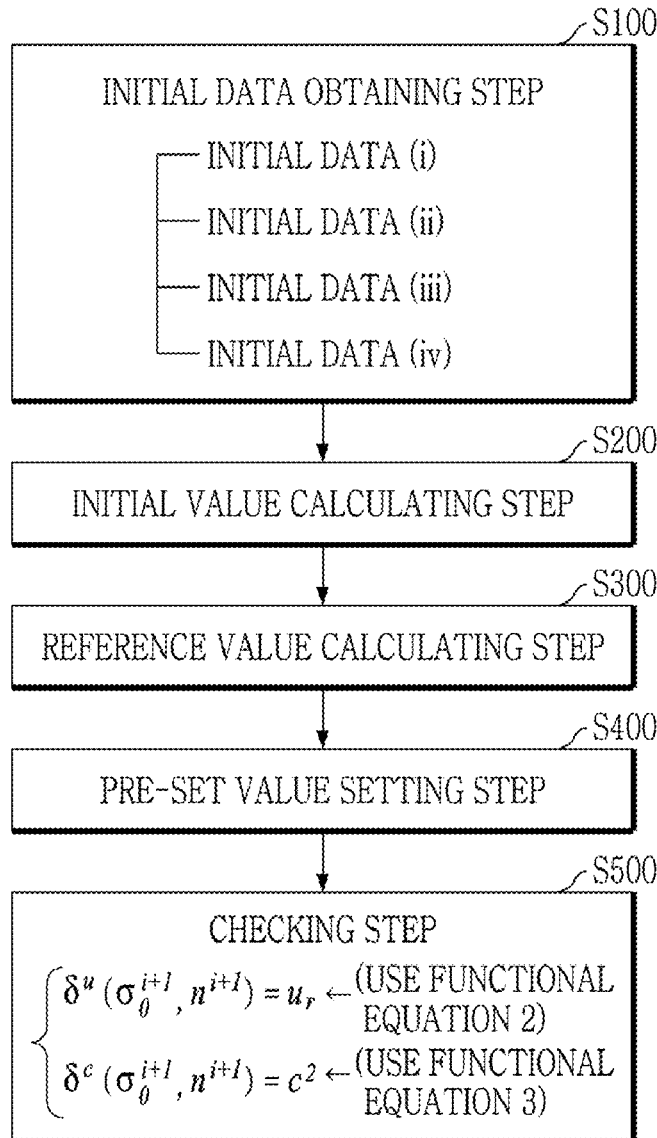 S100
INITIAL DATA OBTAINING STEP
INITIAL DATA (i)
INITIAL DATA (ii)
INITIAL DATA (iii)
INITIAL DATA (iv)
S200
INITIAL VALUE CALCULATING STEP
S300
REFERENCE VALUE CALCULATING STEP
S400
PRE-SET VALUE SETTING STEP
S500
CHECKING STEP
δ^u (σ_0^{i+1}, n^{i+1}) = u_r ← (USE FUNCTIONAL
EQUATION 2)
δ^c (σ_0^{i+1}, n^{i+1}) = c^2 ← (USE FUNCTIONAL
EQUATION 3)